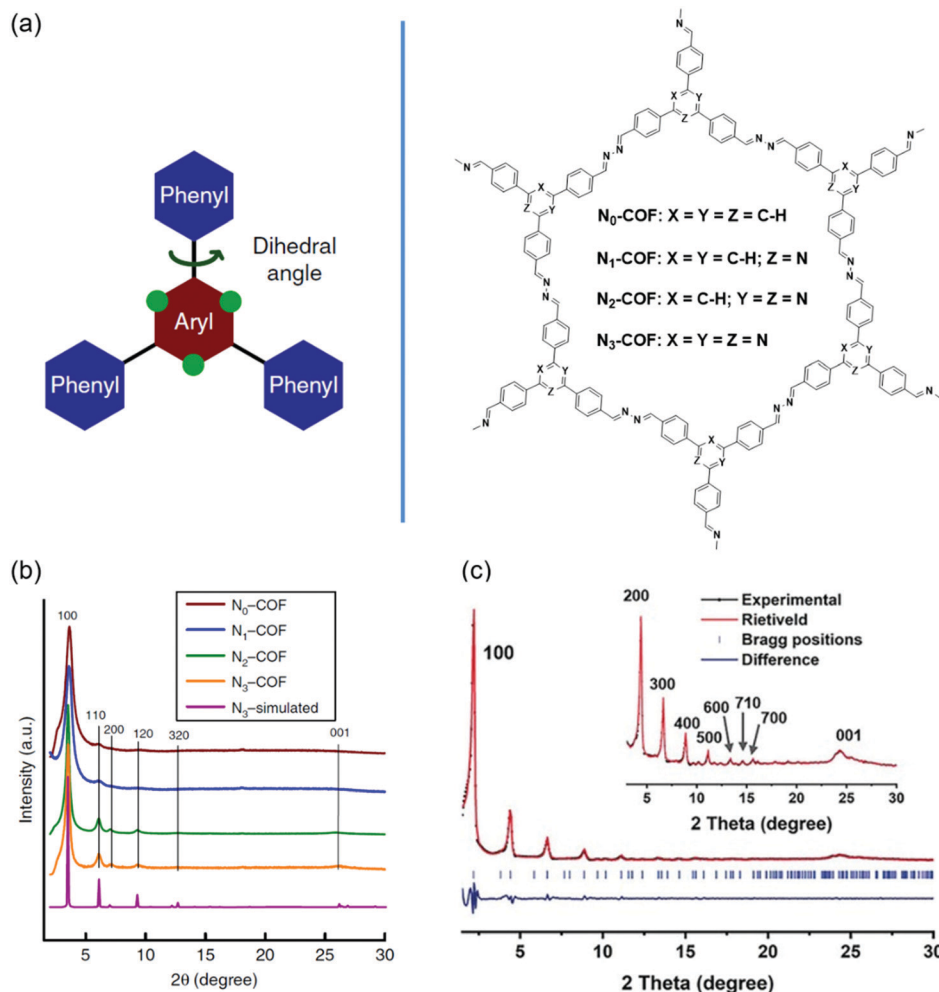 (a)
Phenyl
Dihedral
angle
Aryl
Phenyl
Phenyl
N
N
X
Y
Z
N
N
N
N
N
X
Y
Z
X
Y
Z
N
N₀-COF: X = Y = Z = C-H
N₁-COF: X = Y = C-H; Z = N
N₂-COF: X = C-H; Y = Z = N
N₃-COF: X = Y = Z = N
N
N
N
N
X
Y
Z
X
Y
Z
N
N
N
N
N
N
X
Y
Z
N
(b)
N₀–COF
N₁–COF
N₂–COF
N₃–COF
N₃–simulated
100
110
200
120
320
001
Intensity (a.u.)
5
10
15
20
25
30
2θ (degree)
(c)
100
Experimental
Rietiveld
Bragg positions
Difference
200
300
400
500
600
710
700
001
5
10
15
20
25
30
2 Theta (degree)
5
10
15
20
25
30
2 Theta (degree)